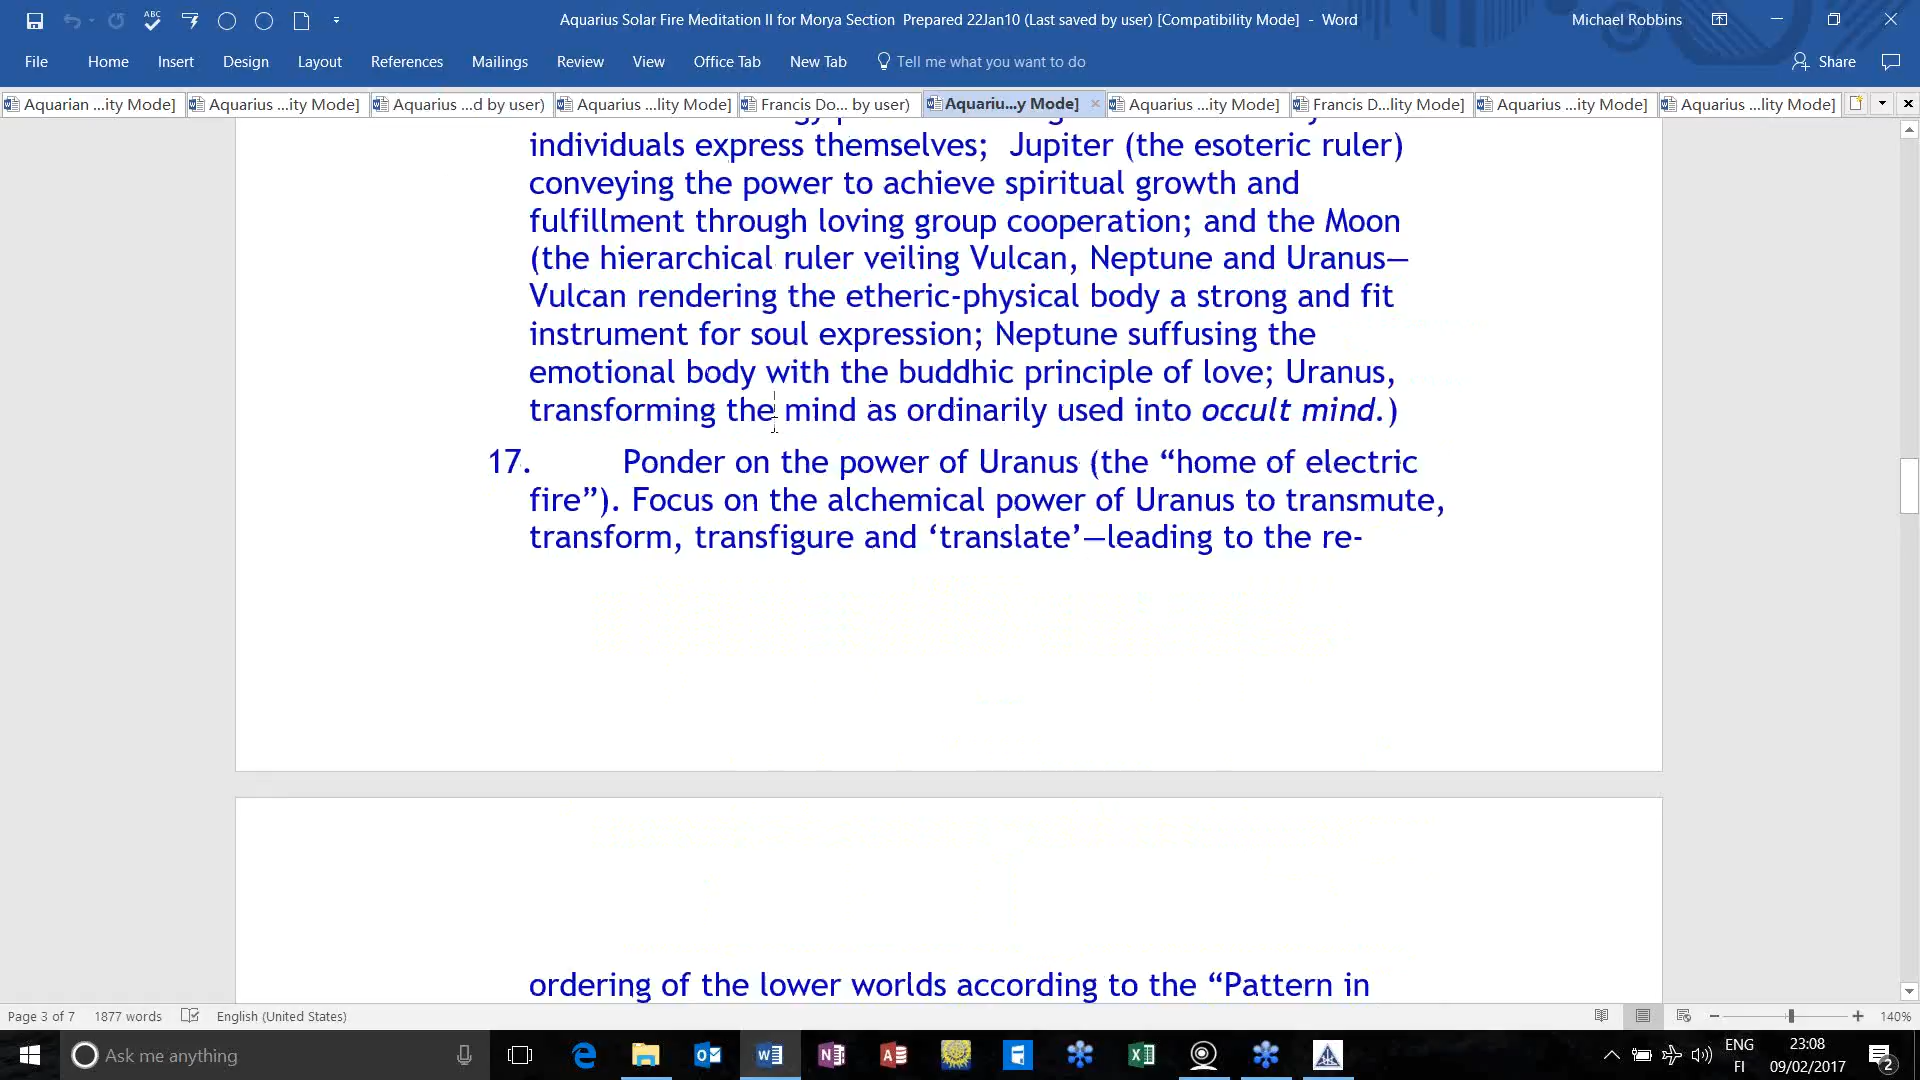 Aquarius Solar Fire Meditation II for Morya Section  Prepared 22Jan10 (Last saved by user) [Compatibility Mode]  -  Word
Michael Robbins
File Home Insert Design Layout References Mailings Review View Office Tab New Tab Tell me what you want to do Share
Aquarian ...ity Mode] Aquarius ...ity Mode] Aquarius ...d by user) Aquarius ...lity Mode] Francis Do... by user) Aquariu...y Mode] Aquarius ...ity Mode] Francis D...lity Mode] Aquarius ...ity Mode] Aquarius ...lity Mode]
individuals express themselves;  Jupiter (the esoteric ruler)
conveying the power to achieve spiritual growth and
fulfillment through loving group cooperation; and the Moon
(the hierarchical ruler veiling Vulcan, Neptune and Uranus—
Vulcan rendering the etheric-physical body a strong and fit
instrument for soul expression; Neptune suffusing the
emotional body with the buddhic principle of love; Uranus,
transforming the mind as ordinarily used into occult mind.)
17. Ponder on the power of Uranus (the “home of electric
fire”). Focus on the alchemical power of Uranus to transmute,
transform, transfigure and ‘translate’—leading to the re-
ordering of the lower worlds according to the “Pattern in
Page 3 of 7 1877 words English (United States) 140%
Ask me anything
ENG 23:08
FI 09/02/2017 2